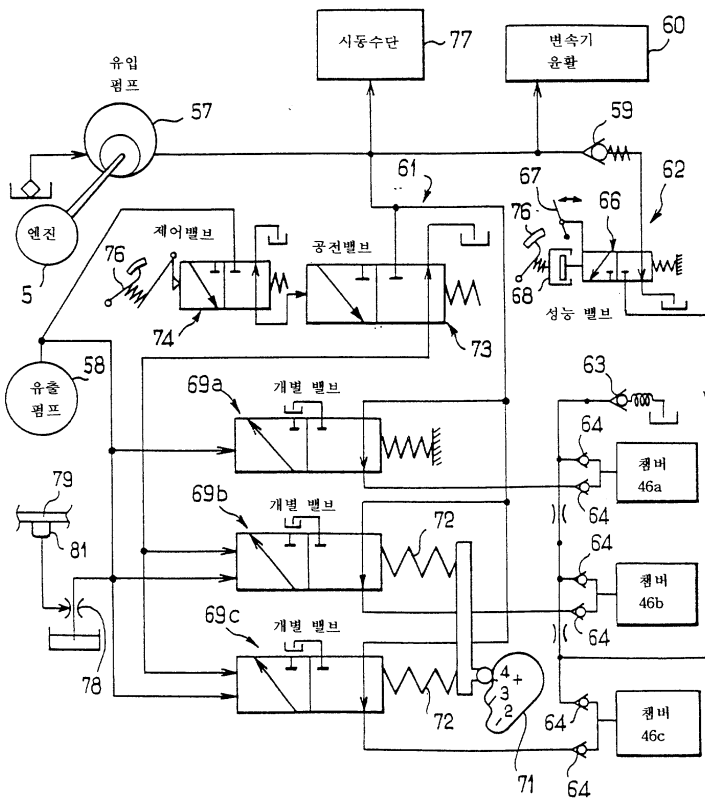 시동수단
77
변속기
윤활
60
유입
펌프
57
59
61
62
67
66
76
68
성능 밸브
엔진
5
제어밸브
76
74
공전밸브
73
58
유출
펌프
69a
개별 밸브
63
64
챔버
46a
64
79
81
78
69b
개별 밸브
72
64
챔버
46b
64
69c
개별 밸브
72
4
3
2
71
64
챔버
46c
64